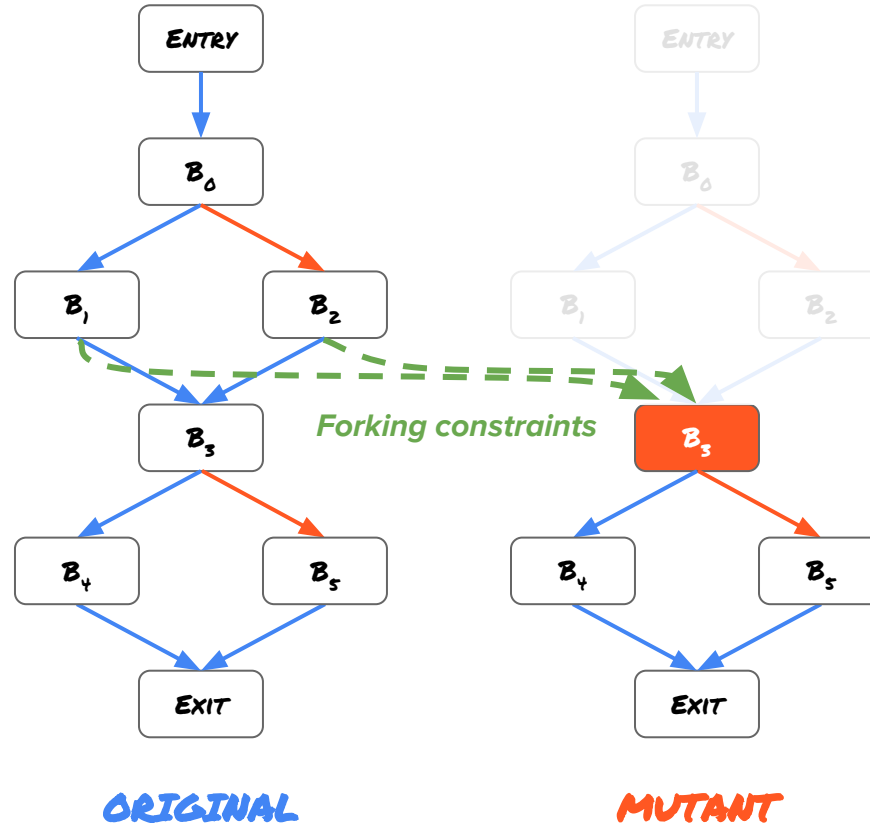 Entry
Entry
B0
B0
B1
B2
B1
B2
Forking constraints
B3
B3
B4
B5
B4
B5
Exit
Exit
ORIGINAL
MUTANT